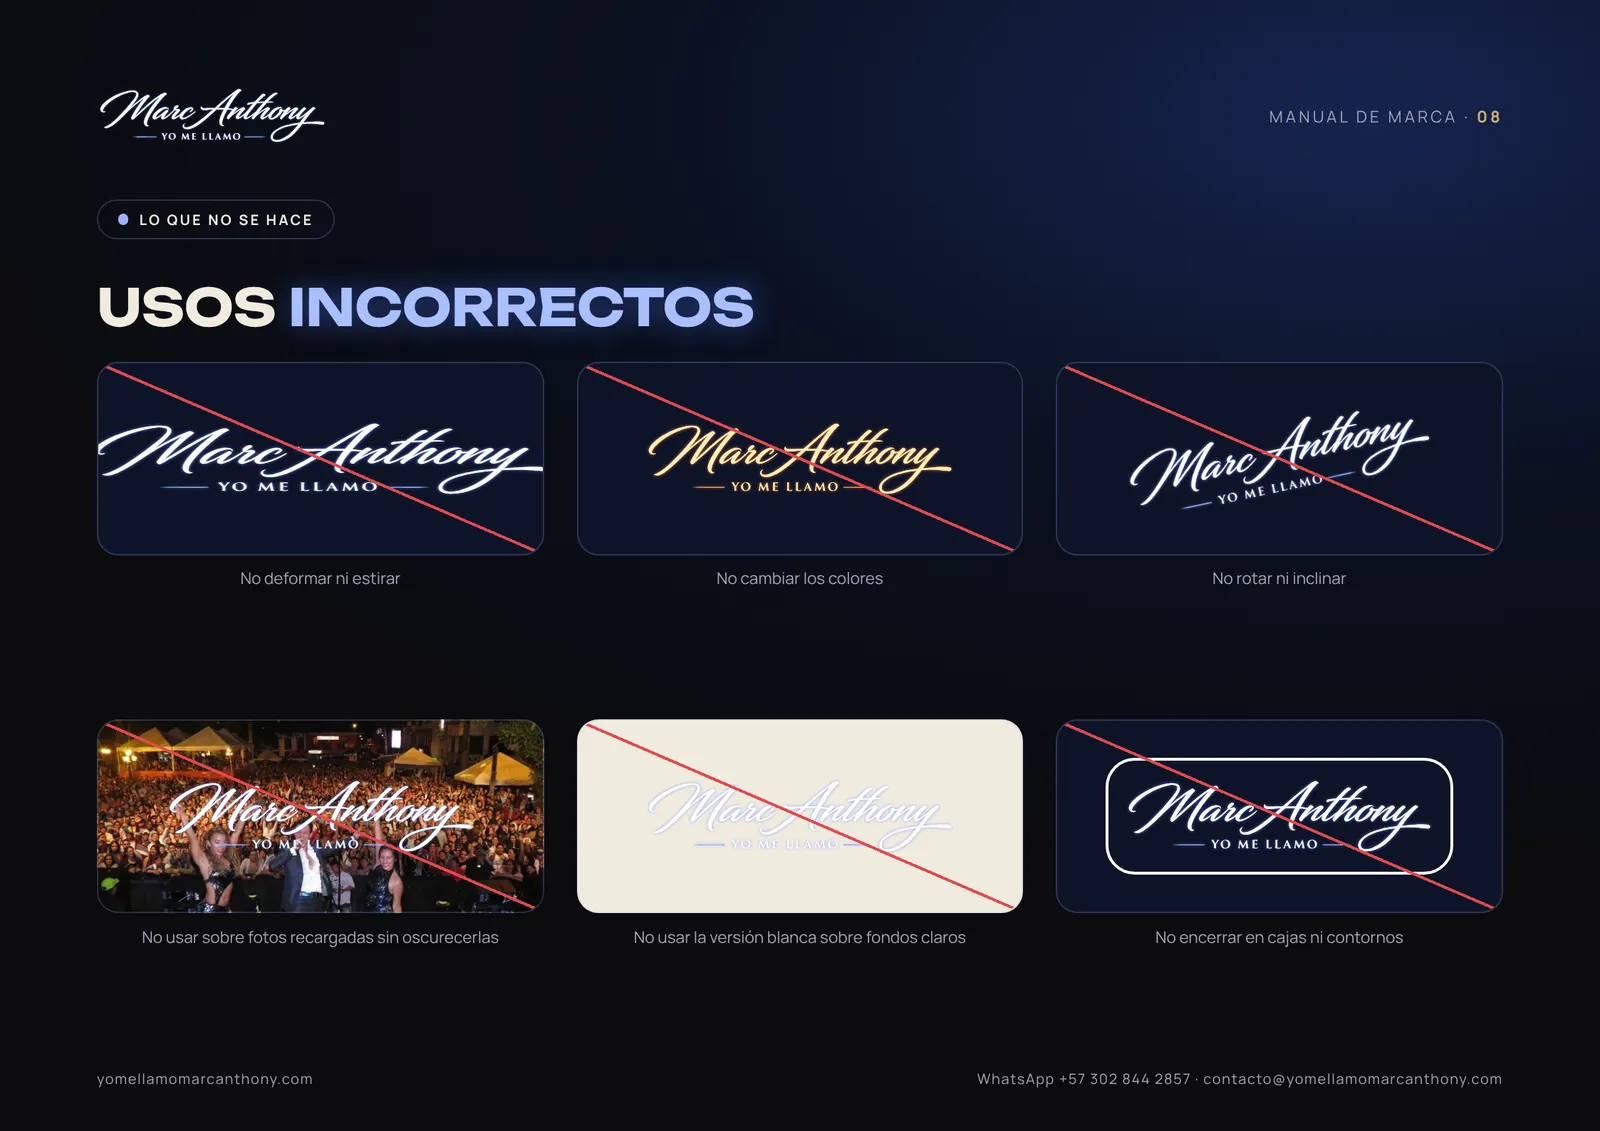 Marc Anthony
YO ME LLAMO
MANUAL DE MARCA · 08
LO QUE NO SE HACE
USOS INCORRECTOS
Marc Anthony
YO ME LLAMO
Marc Anthony
YO ME LLAMO
Marc Anthony
YO ME LLAMO
No deformar ni estirar
No cambiar los colores
No rotar ni inclinar
Marc Anthony
YO ME LLAMO
Marc Anthony
YO ME LLAMO
Marc Anthony
YO ME LLAMO
No usar sobre fotos recargadas sin oscurecerlas
No usar la versión blanca sobre fondos claros
No encerrar en cajas ni contornos
yomellamomarcanthony.com
WhatsApp +57 302 844 2857 · contacto@yomellamomarcanthony.com